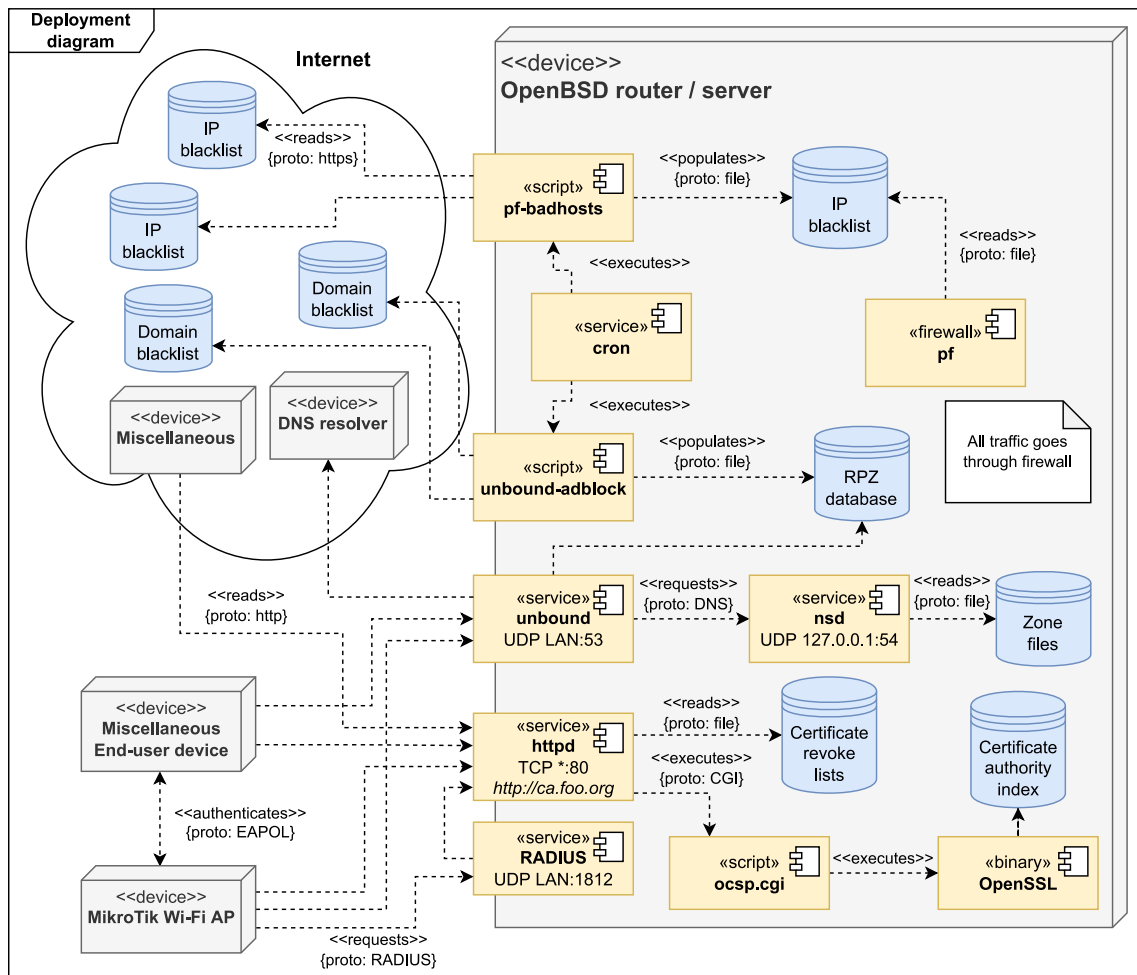 Deployment
diagram
Internet
<<device>>
OpenBSD router / server
IP
blacklist
<<reads>>
{proto: https}
«script»
pf-badhosts
<<populates>>
{proto: file}
IP
blacklist
IP
blacklist
<<reads>>
{proto: file}
<<executes>>
Domain
blacklist
Domain
blacklist
«service»
cron
«firewall»
pf
<<device>>
Miscellaneous
<<device>>
DNS resolver
<<executes>>
«script»
unbound-adblock
<<populates>>
{proto: file}
RPZ
database
All traffic goes
through firewall
<<reads>>
{proto: http}
«service»
unbound
UDP LAN:53
<<requests>>
{proto: DNS}
«service»
nsd
UDP 127.0.0.1:54
<<reads>>
{proto: file}
Zone
files
<<device>>
Miscellaneous
End-user device
«service»
httpd
TCP *:80
http://ca.foo.org
<<reads>>
{proto: file}
<<executes>>
{proto: CGI}
Certificate
revoke
lists
Certificate
authority
index
<<authenticates>>
{proto: EAPOL}
«service»
RADIUS
UDP LAN:1812
«script»
ocsp.cgi
<<executes>>
«binary»
OpenSSL
<<device>>
MikroTik Wi-Fi AP
<<requests>>
{proto: RADIUS}